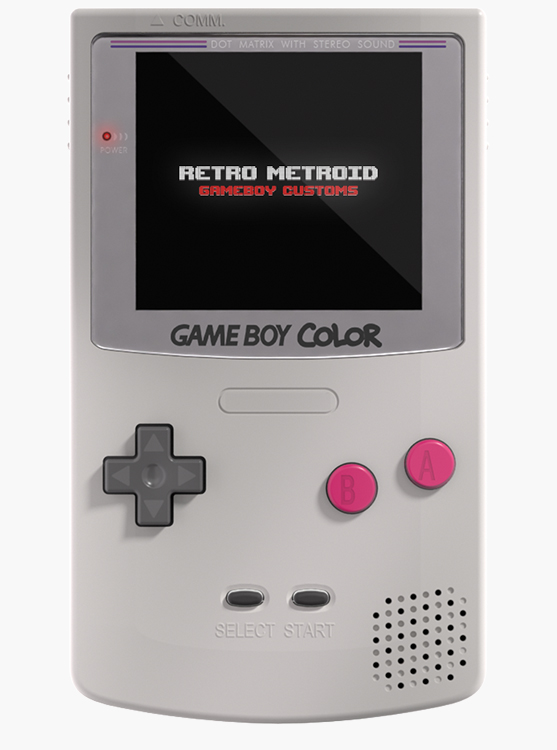 COMM.
DOT MATRIX WITH STEREO SOUND
POWER
RETRO METROID
GAMEBOY CUSTOMS
GAME BOY COLOR
A
B
SELECT START